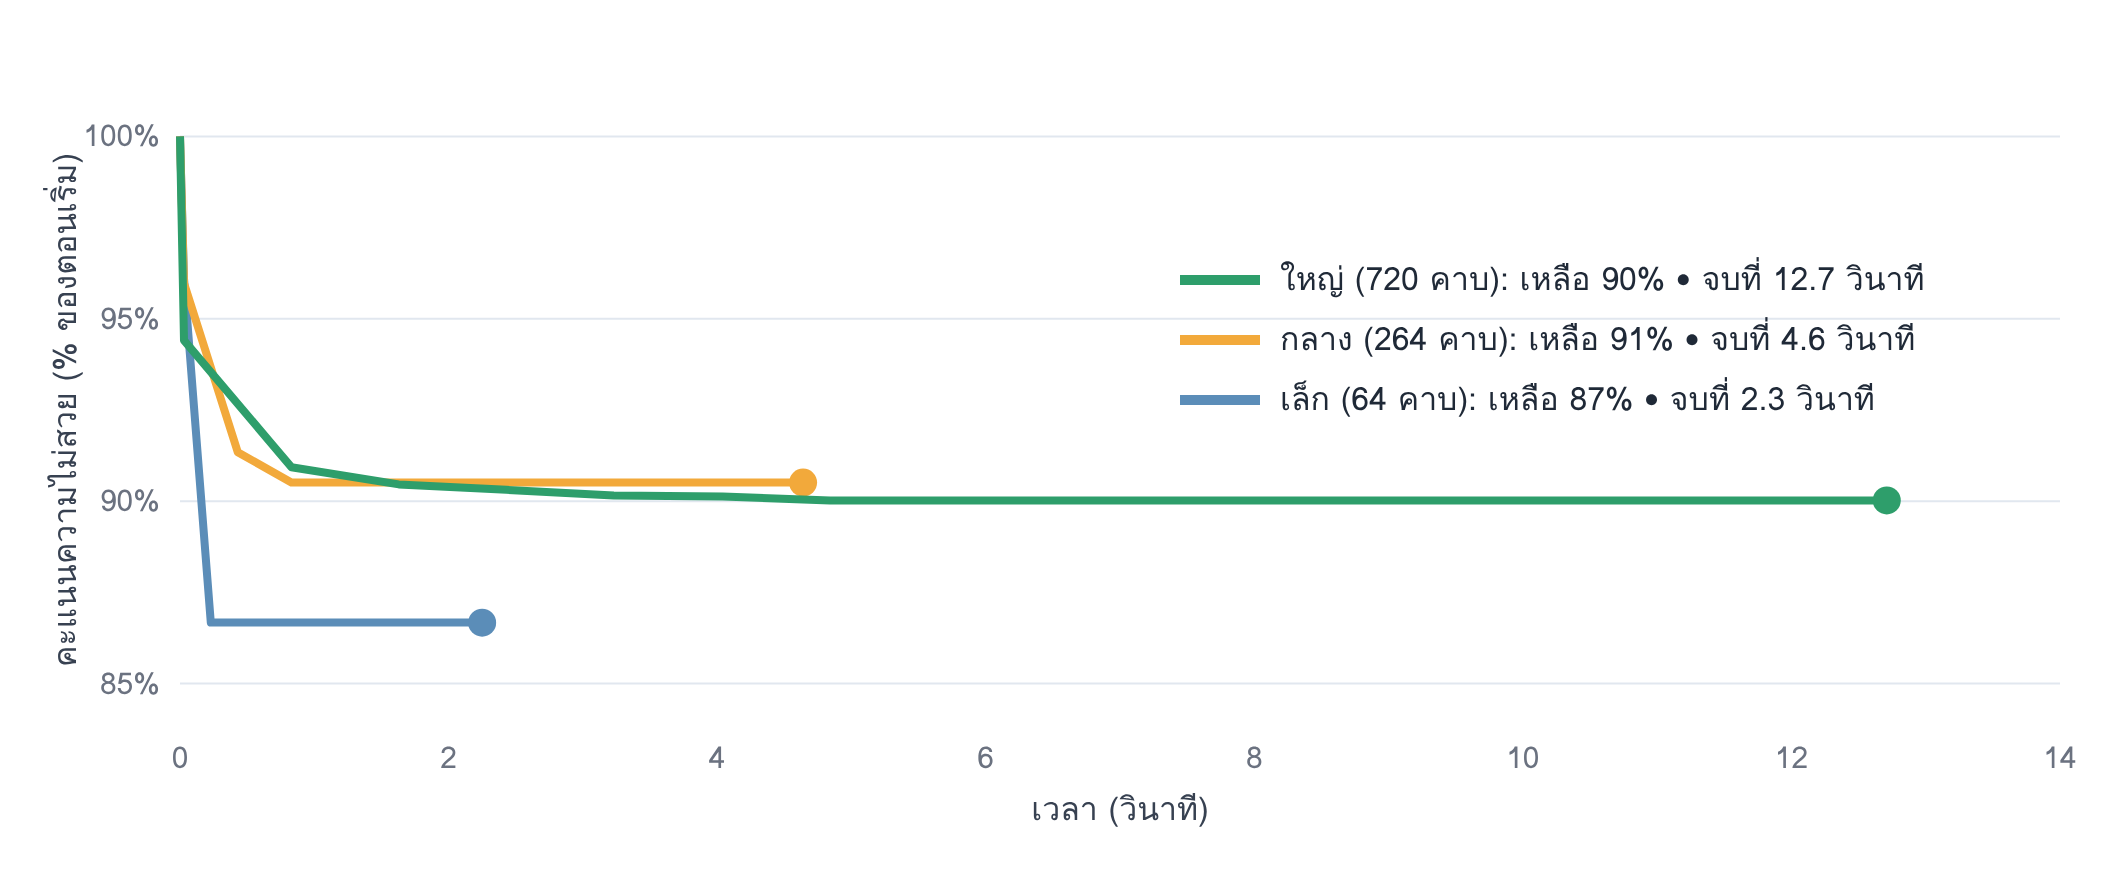 100%
95%
90%
85%
คะแนนความไม่สวย (% ของตอนเริ่ม)
ใหญ่ (720 คาบ): เหลือ 90% • จบที่ 12.7 วินาที
กลาง (264 คาบ): เหลือ 91% • จบที่ 4.6 วินาที
เล็ก (64 คาบ): เหลือ 87% • จบที่ 2.3 วินาที
0 2 4 6 8 10 12 14
เวลา (วินาที)